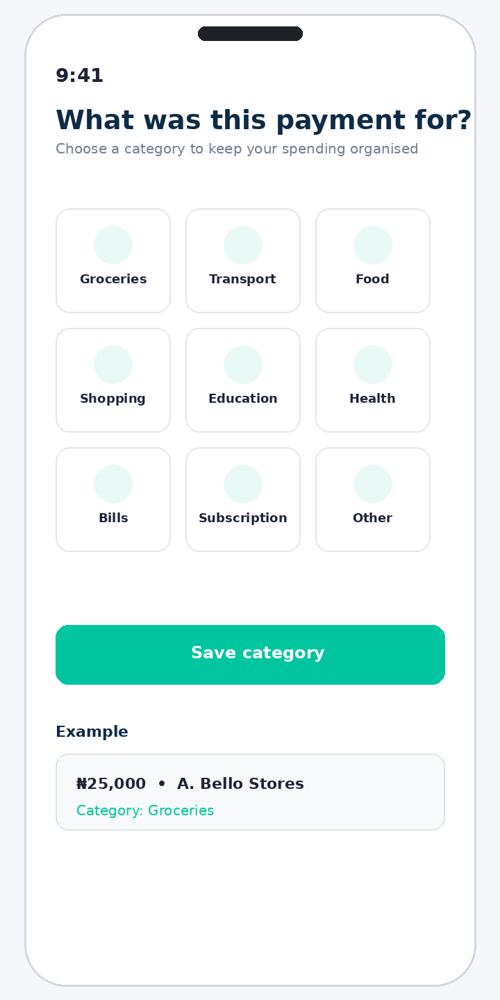 9:41
What was this payment for?
Choose a category to keep your spending organised
Groceries
Transport
Food
Shopping
Education
Health
Bills
Subscription
Other
Save category
Example
₦25,000 • A. Bello Stores
Category: Groceries